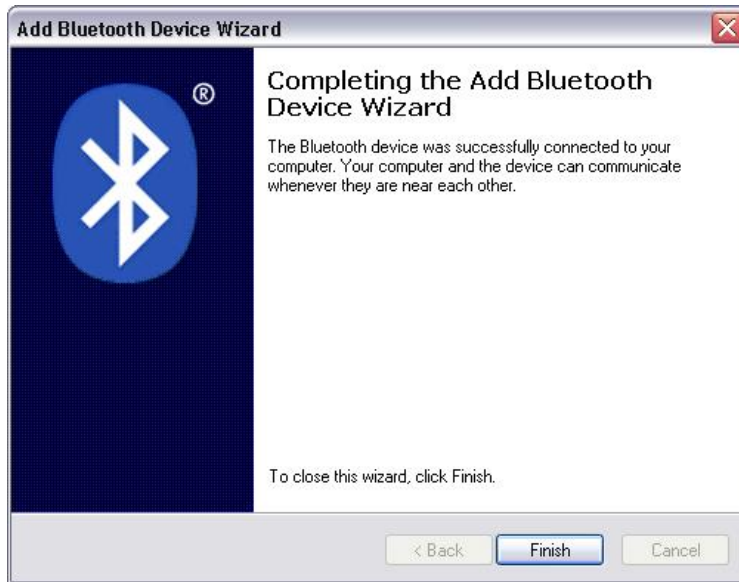 Add Bluetooth Device Wizard
®
Completing the Add Bluetooth
Device Wizard
The Bluetooth device was successfully connected to your
computer. Your computer and the device can communicate
whenever they are near each other.
To close this wizard, click Finish.
< Back Finish Cancel